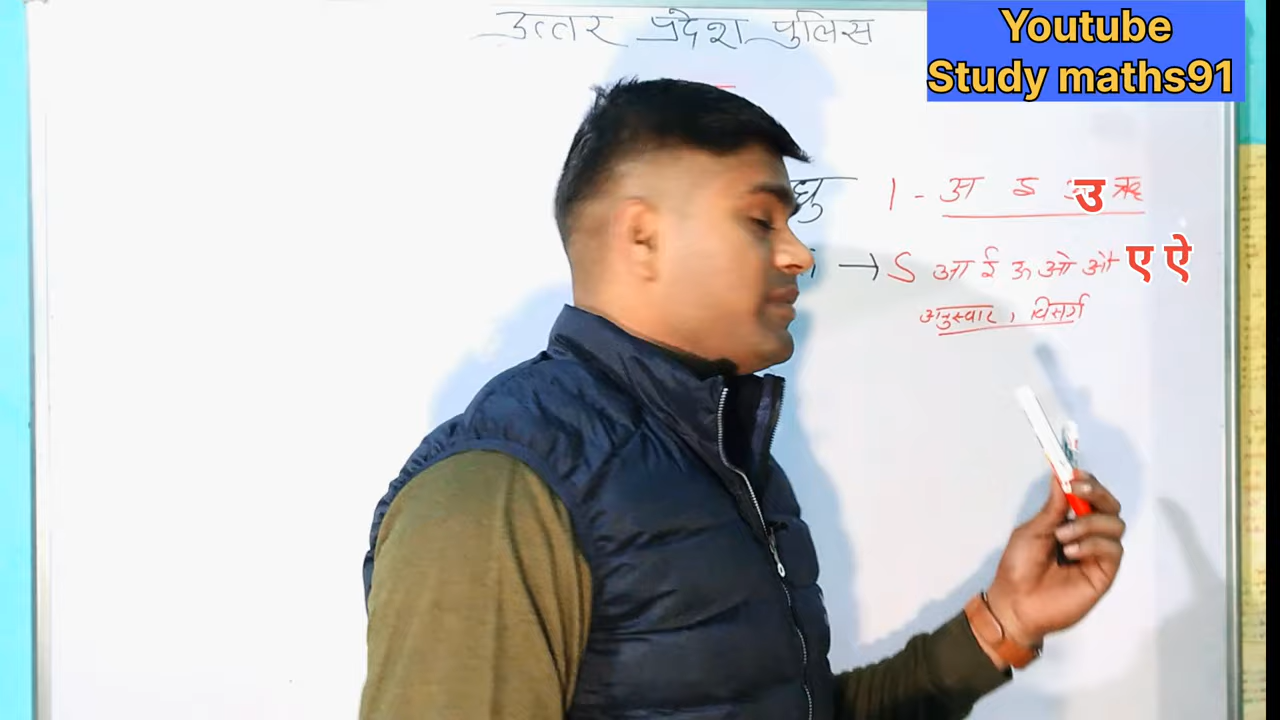 उत्तर प्रदेश पुलिस
Youtube
Study maths91
घु 1 - अ इ उ ऋ
→ S आ ई ऊ ओ औ ए ऐ
अनुस्वार, विसर्ग